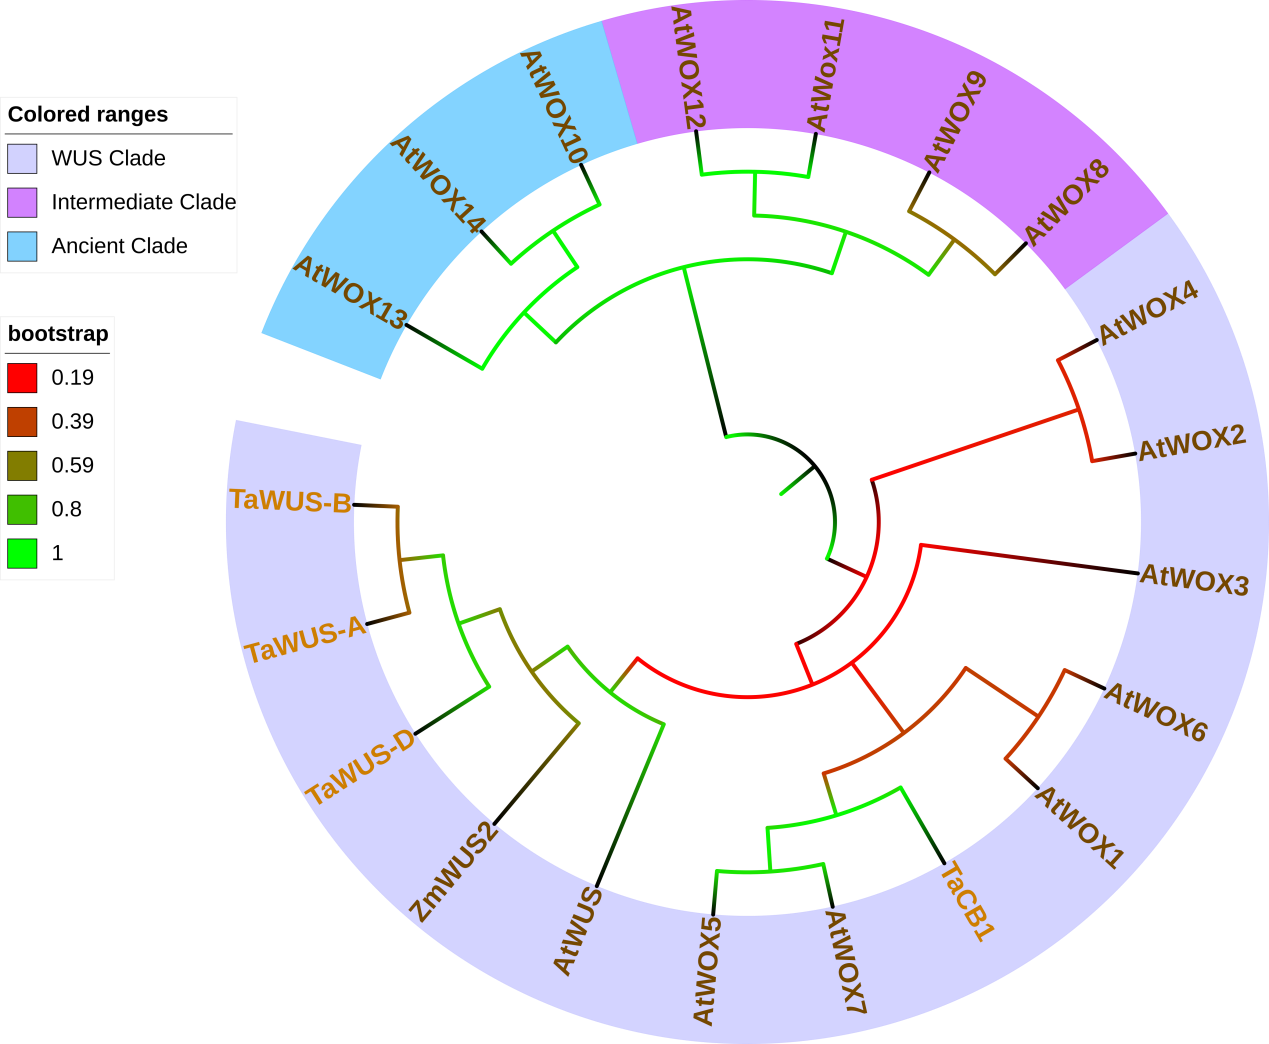 Colored ranges
WUS Clade
Intermediate Clade
Ancient Clade
bootstrap
0.19
0.39
0.59
0.8
1
AtWOX13
AtWOX14
AtWOX10
AtWOX12
AtWox11
AtWOX9
AtWOX8
AtWOX4
AtWOX2
AtWOX3
AtWOX6
AtWOX1
TaCB1
AtWOX7
AtWOX5
AtWUS
ZmWUS2
TaWUS-D
TaWUS-A
TaWUS-B